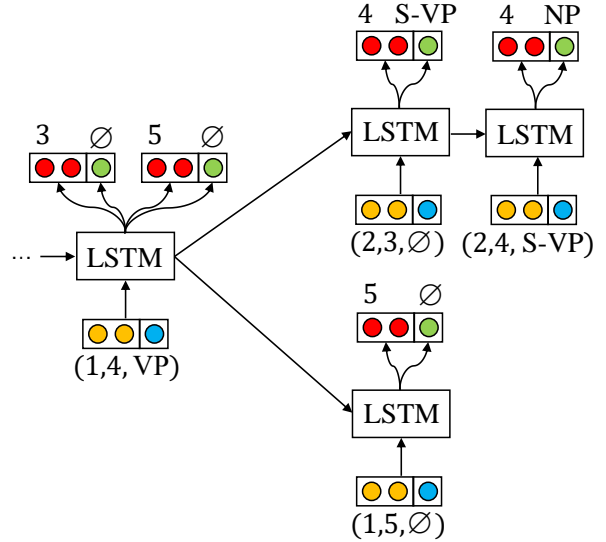 4 S-VP
4 NP
LSTM
LSTM
3 ∅
5 ∅
(2,3,∅)
(2,4, S-VP)
...
LSTM
(1,4, VP)
5 ∅
LSTM
(1,5,∅)